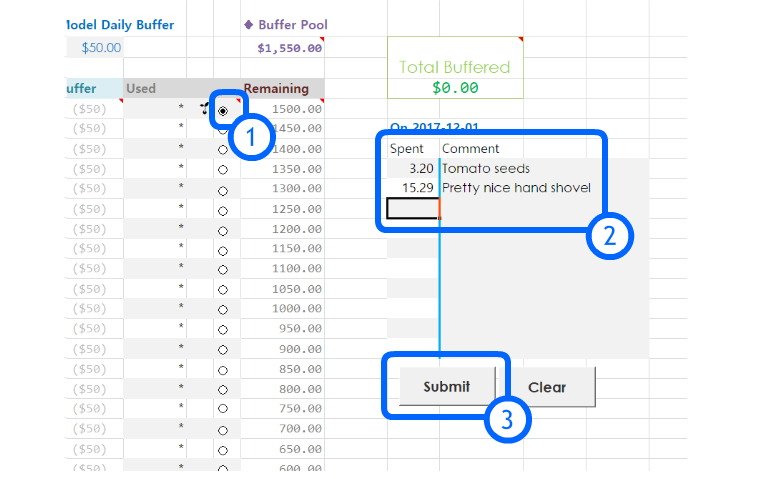 Model Daily Buffer
◆ Buffer Pool
$50.00
$1,550.00
Total Buffered
$0.00
uffer Used Remaining
($50) * 1500.00
($50) * 1450.00
($50) * 1400.00
($50) * 1350.00
($50) * 1300.00
($50) * 1250.00
($50) * 1200.00
($50) * 1150.00
($50) * 1100.00
($50) * 1050.00
($50) * 1000.00
($50) * 950.00
($50) * 900.00
($50) * 850.00
($50) * 800.00
($50) * 750.00
($50) * 700.00
($50) * 650.00
($50) * 600.00
1
On 2017-12-01
Spent Comment
3.20 Tomato seeds
15.29 Pretty nice hand shovel
2
Submit
Clear
3